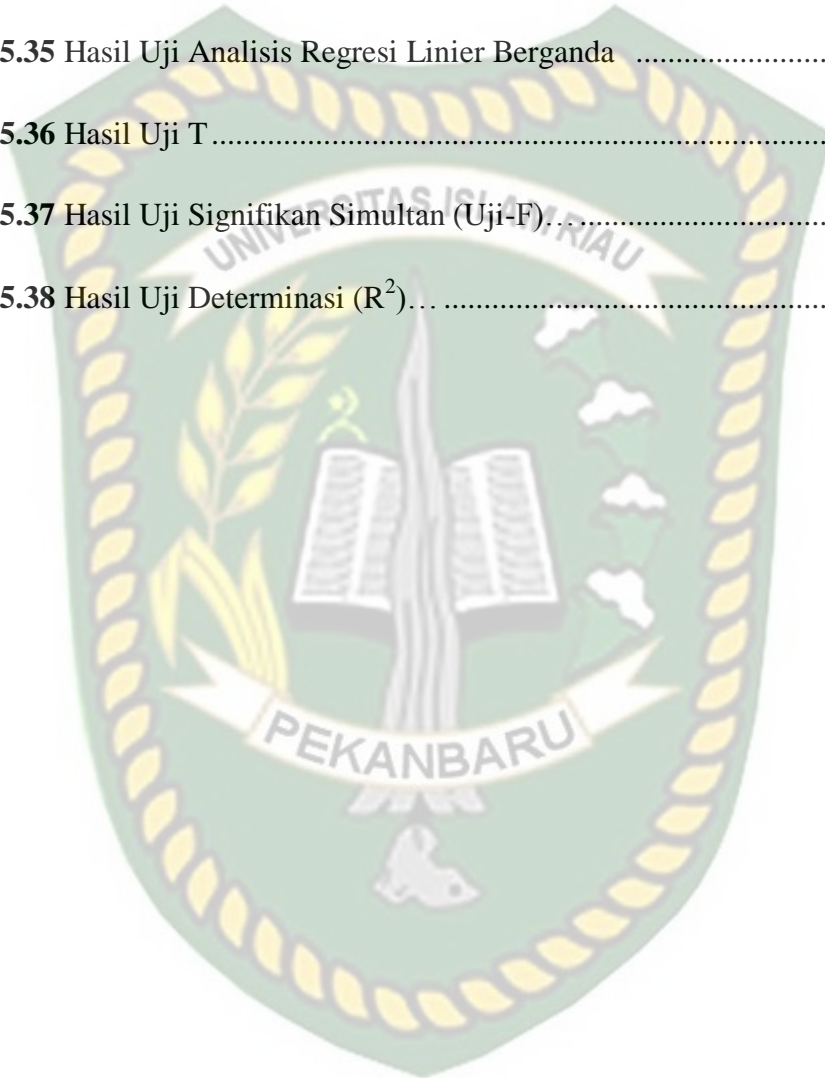 5.35 Hasil Uji Analisis Regresi Linier Berganda ......................
5.36 Hasil Uji T..........................................................................
5.37 Hasil Uji Signifikan Simultan (Uji-F)… ..............................
5.38 Hasil Uji Determinasi (R²)… ..............................................
UNIVERSITAS ISLAM RIAU
PEKANBARU